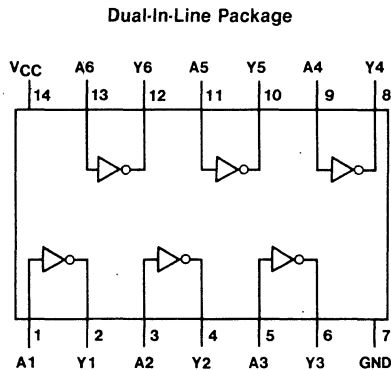 Dual-In-Line Package
VCC A6 Y6 A5 Y5 A4 Y4
14 13 12 11 10 9 8
1 2 3 4 5 6 7
A1 Y1 A2 Y2 A3 Y3 GND